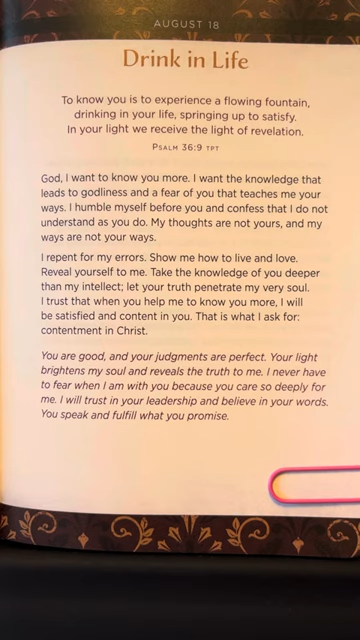 AUGUST 18
Drink in Life
To know you is to experience a flowing fountain,
drinking in your life, springing up to satisfy.
In your light we receive the light of revelation.
PSALM 36:9 TPT
God, I want to know you more. I want the knowledge that
leads to godliness and a fear of you that teaches me your
ways. I humble myself before you and confess that I do not
understand as you do. My thoughts are not yours, and my
ways are not your ways.
I repent for my errors. Show me how to live and love.
Reveal yourself to me. Take the knowledge of you deeper
than my intellect; let your truth penetrate my very soul.
I trust that when you help me to know you more, I will
be satisfied and content in you. That is what I ask for:
contentment in Christ.
You are good, and your judgments are perfect. Your light
brightens my soul and reveals the truth to me. I never have
to fear when I am with you because you care so deeply for
me. I will trust in your leadership and believe in your words.
You speak and fulfill what you promise.